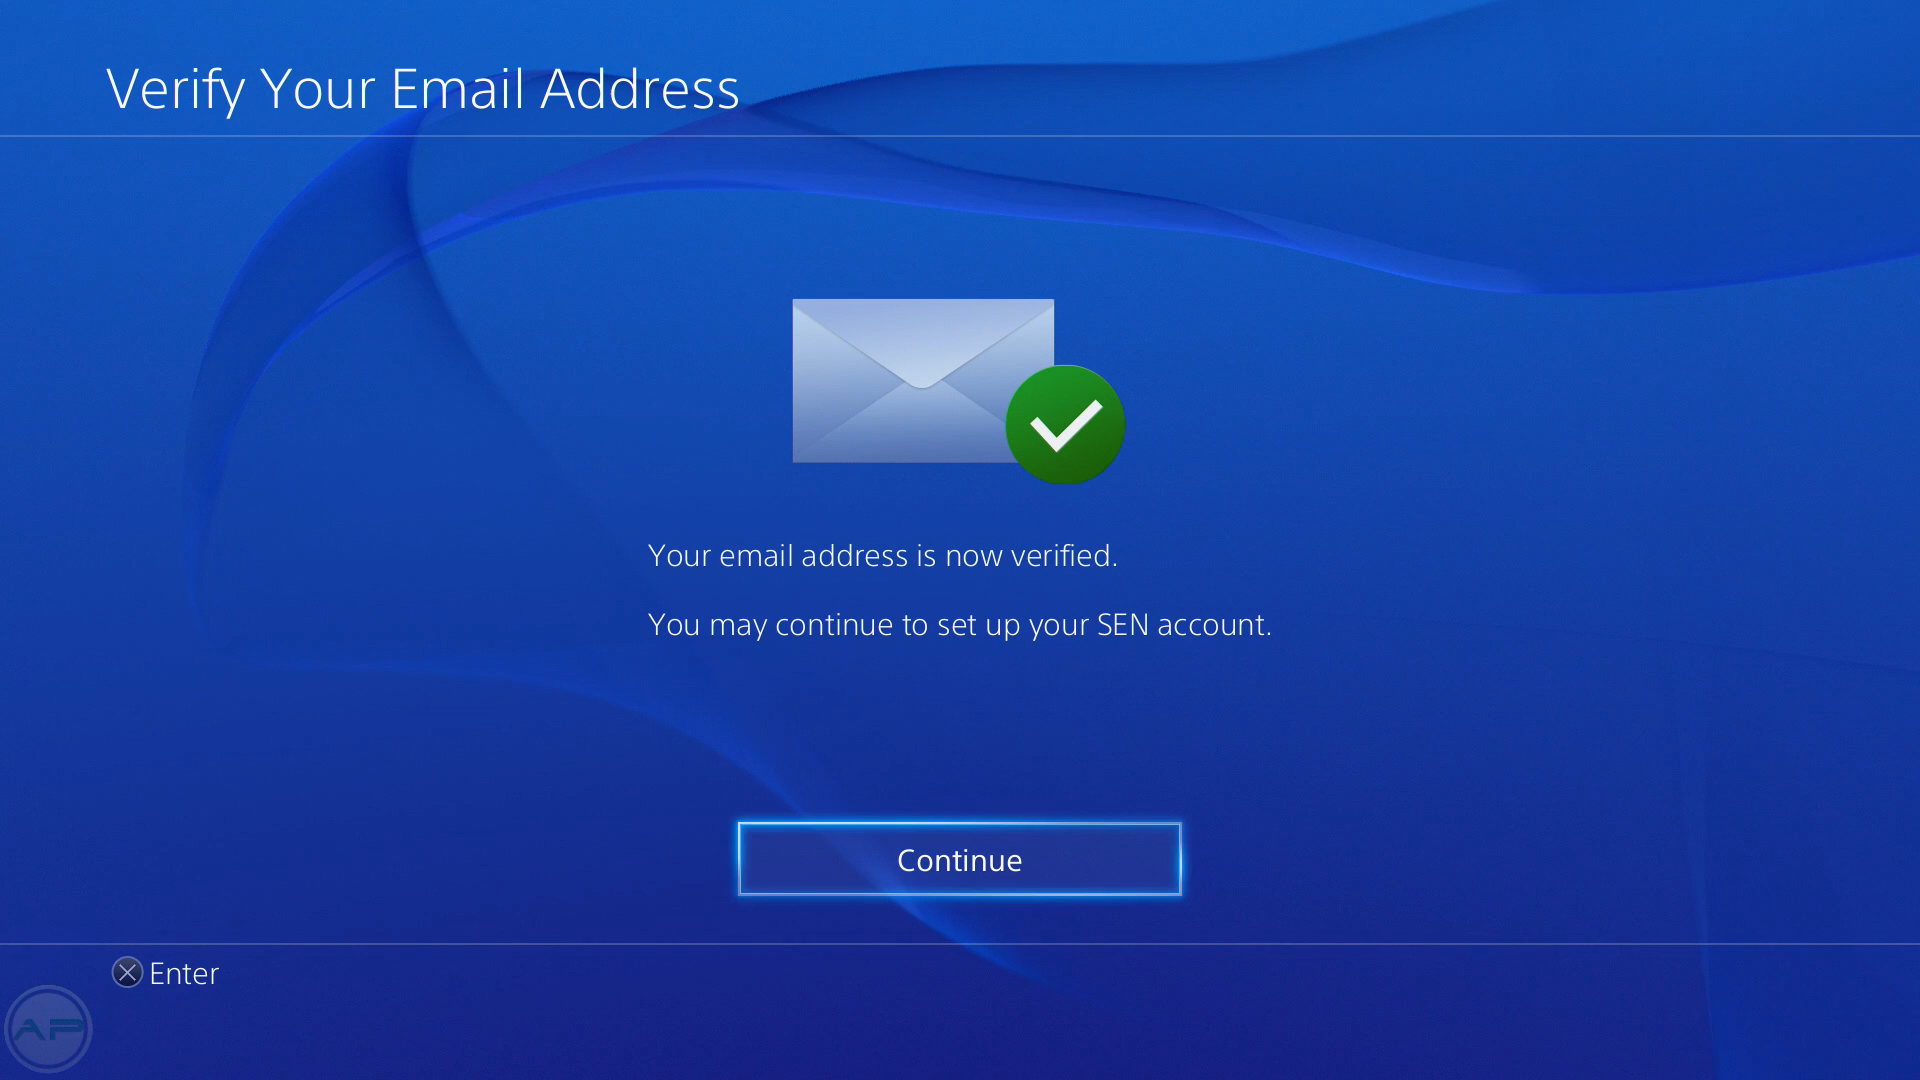 Verify Your Email Address
Your email address is now verified.
You may continue to set up your SEN account.
Continue
Enter
AP